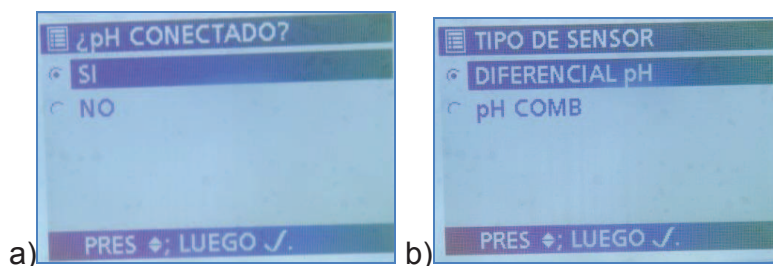 ¿pH CONECTADO?
SI
NO
PRES ⬍; LUEGO ✓.
a)
TIPO DE SENSOR
DIFERENCIAL pH
pH COMB
PRES ⬍; LUEGO ✓.
b)